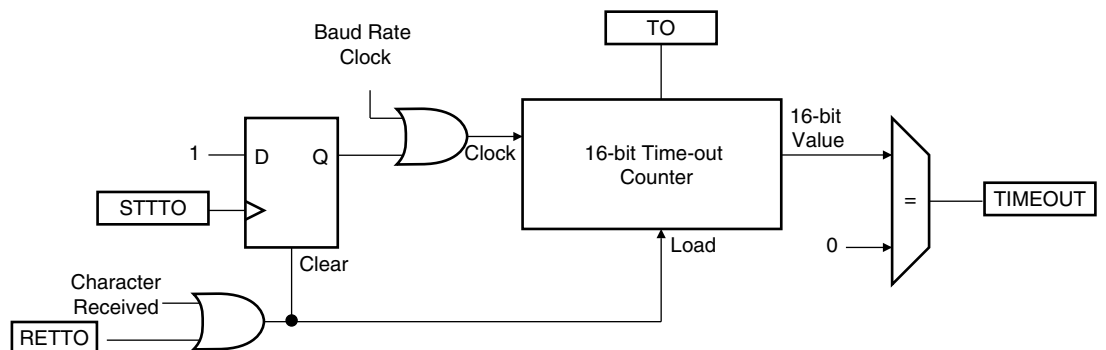 TO
Baud Rate
Clock
1
D
Q
Clock
16-bit Time-out
Counter
16-bit
Value
=
TIMEOUT
STTTO
Clear
Load
0
Character
Received
RETTO